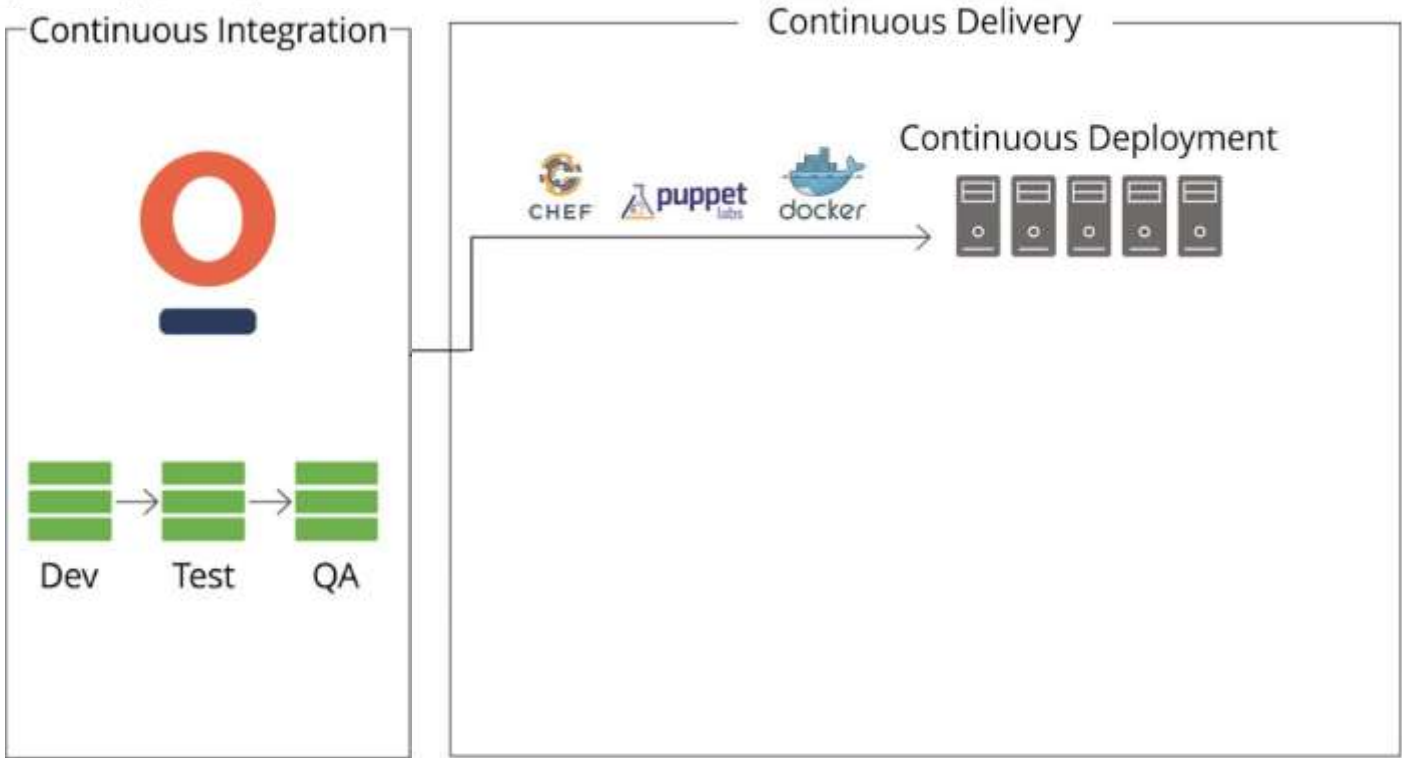 Continuous Integration
Continuous Delivery
Continuous Deployment
CHEF
puppet
labs
docker
Dev
Test
QA